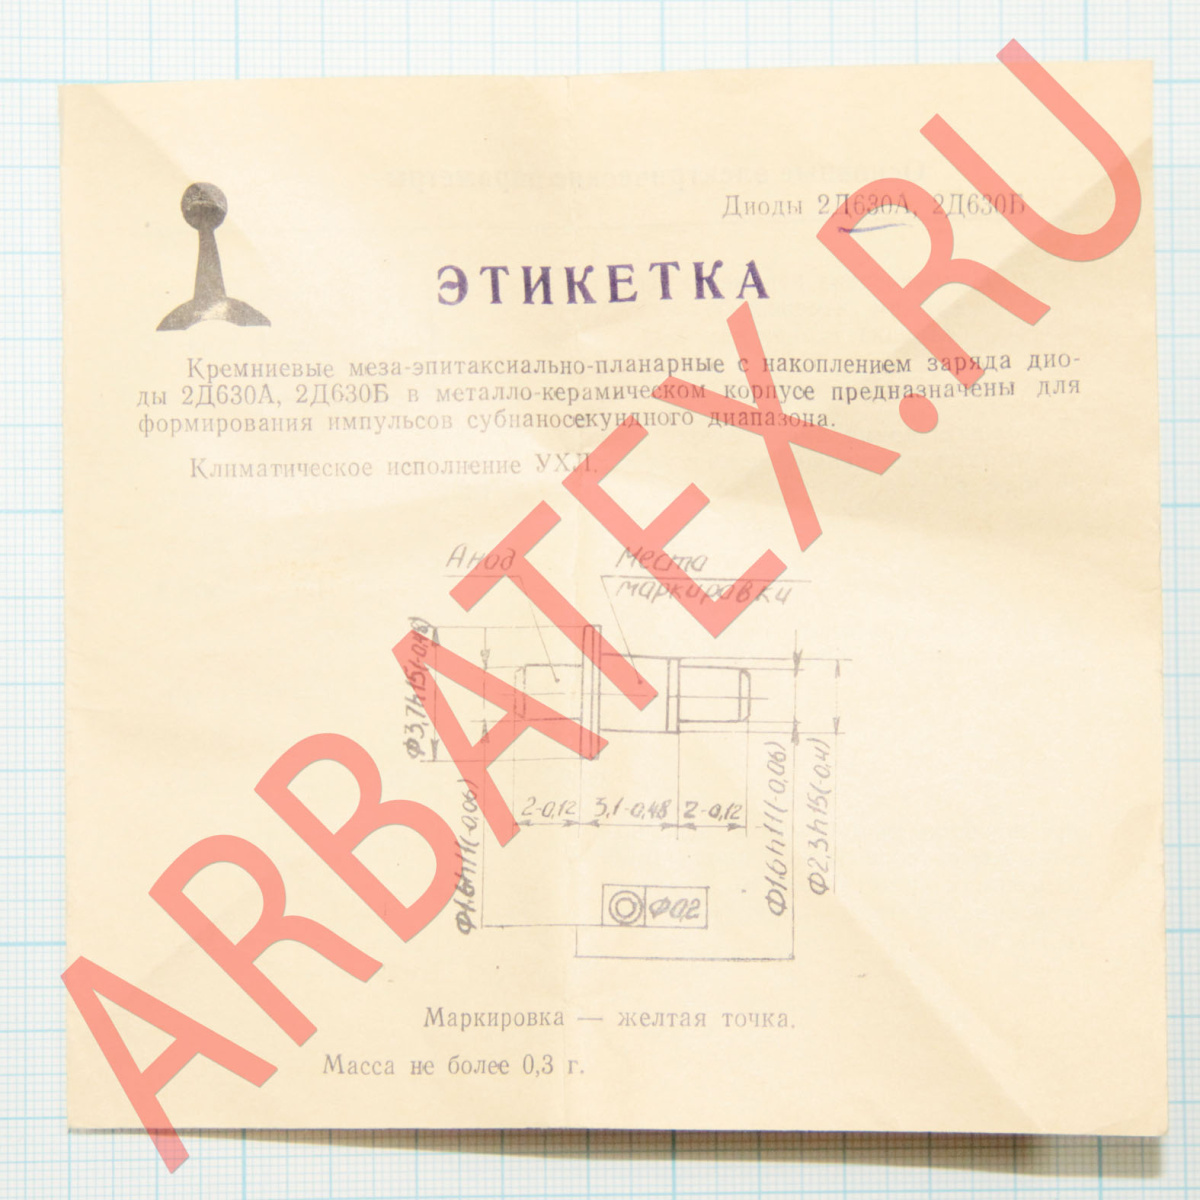 Диоды 2Д630А, 2Д630Б
ЭТИКЕТКА
Кремниевые меза-эпитаксиально-планарные с накоплением заряда дио-
ды 2Д630А, 2Д630Б в металло-керамическом корпусе предназначены для
формирования импульсов субнаносекундного диапазона.
Климатическое исполнение УХЛ.
Анод
Места
маркировки
Ф3,7h15(-0,48)
Ф1,6h11(-0,06)
2-0,12
3,1-0,48
2-0,12
Ф1,6h11(-0,06)
Ф2,3h15(-0,4)
Ф0,2
Маркировка — желтая точка.
Масса не более 0,3 г.
ARBATEX.RU